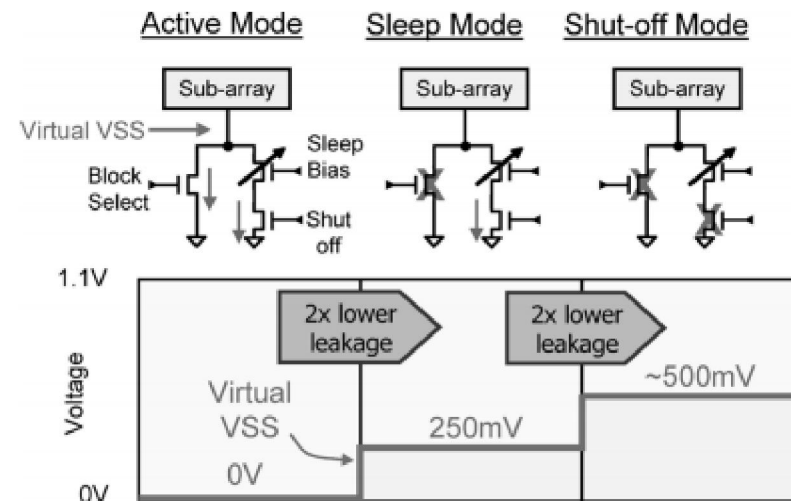 Active Mode
Sleep Mode
Shut-off Mode
Sub-array
Sub-array
Sub-array
Virtual VSS
Sleep
Bias
Block
Select
Shut
off
1.1V
2x lower
leakage
2x lower
leakage
~500mV
Voltage
Virtual
VSS
250mV
0V
0V